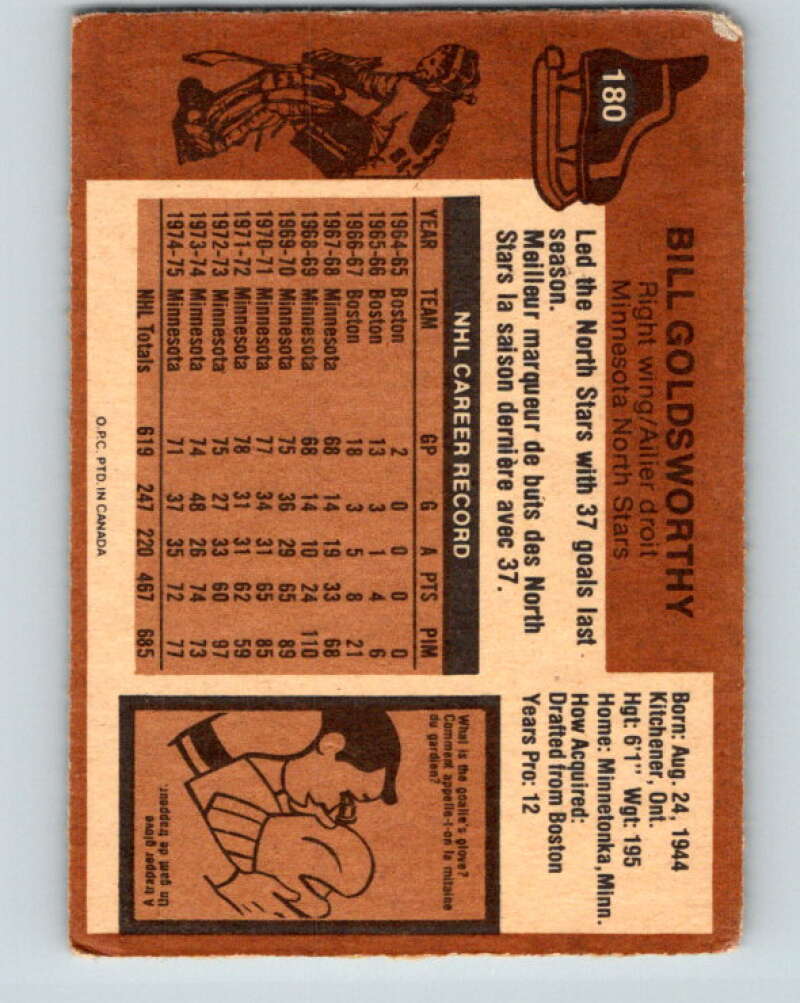 180
BILL GOLDSWORTHY
Right wing/Ailier droit
Minnesota North Stars
Born: Aug. 24, 1944
Kitchener, Ont.
Hgt: 6'1" Wgt: 195
Home: Minnetonka, Minn.
How Acquired:
Drafted from Boston
Years Pro: 12
Led the North Stars with 37 goals last
season.
Meilleur marqueur de buts des North
Stars la saison dernière avec 37.
NHL CAREER RECORD
YEAR TEAM GP G A PTS PIM
1964-65 Boston 2 0 0 0 0
1965-66 Boston 13 3 1 4 6
1966-67 Boston 18 3 5 8 21
1967-68 Minnesota 68 14 19 33 68
1968-69 Minnesota 68 14 10 24 110
1969-70 Minnesota 75 36 29 65 89
1970-71 Minnesota 77 34 31 65 85
1971-72 Minnesota 78 31 31 62 59
1972-73 Minnesota 75 27 33 60 97
1973-74 Minnesota 74 48 26 74 73
1974-75 Minnesota 71 37 35 72 77
NHL Totals 619 247 220 467 685
What is the goalie's glove?
Comment appelle-t-on la mitaine
du gardien?
A trapper glove
Un gant de trappeur.
O.P.C. PTD. IN CANADA